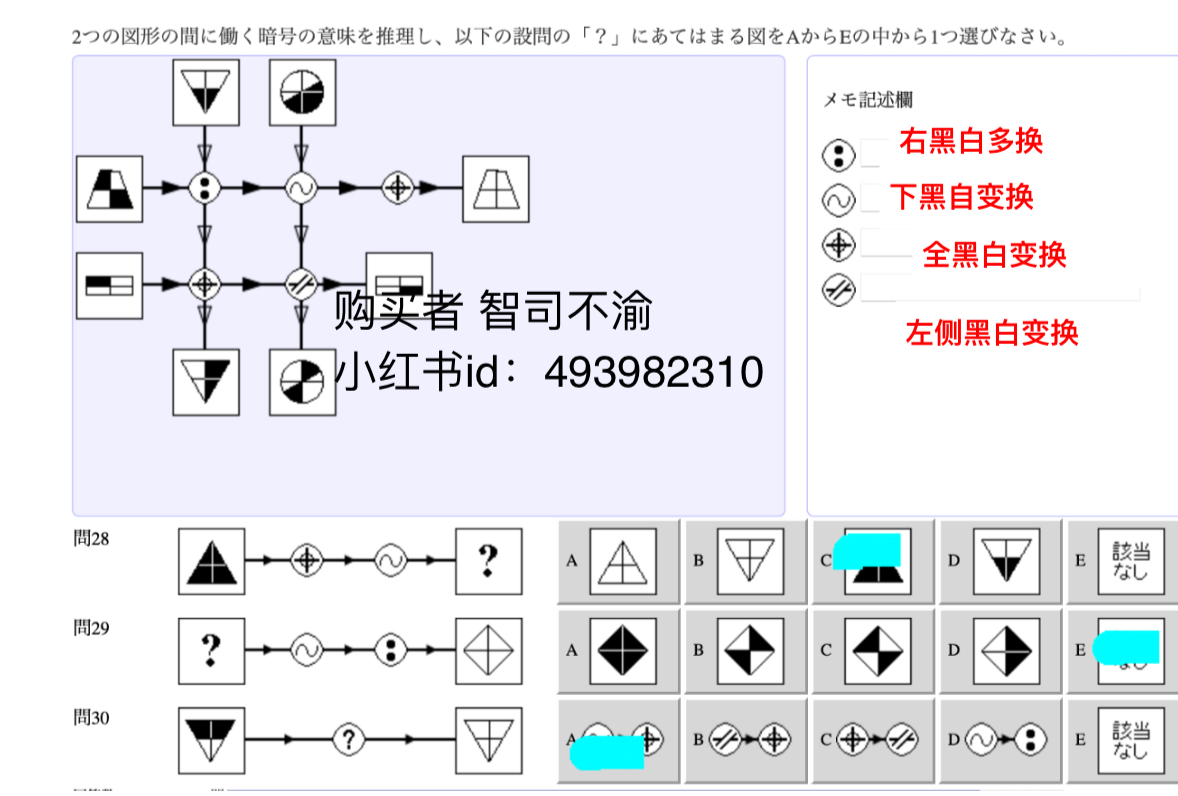 2つの図形の間に働く暗号の意味を推理し、以下の設問の「？」にあてはまる図をAからEの中から1つ選びなさい。
メモ記述欄
右黑白多换
下黑自变换
全黑白变换
左侧黑白变换
购买者 智司不渝
小红书id：493982310
問28
?
A
B
C
D
E
該当
なし
問29
?
A
B
C
D
E
問30
?
A
B
C
D
E
該当
なし